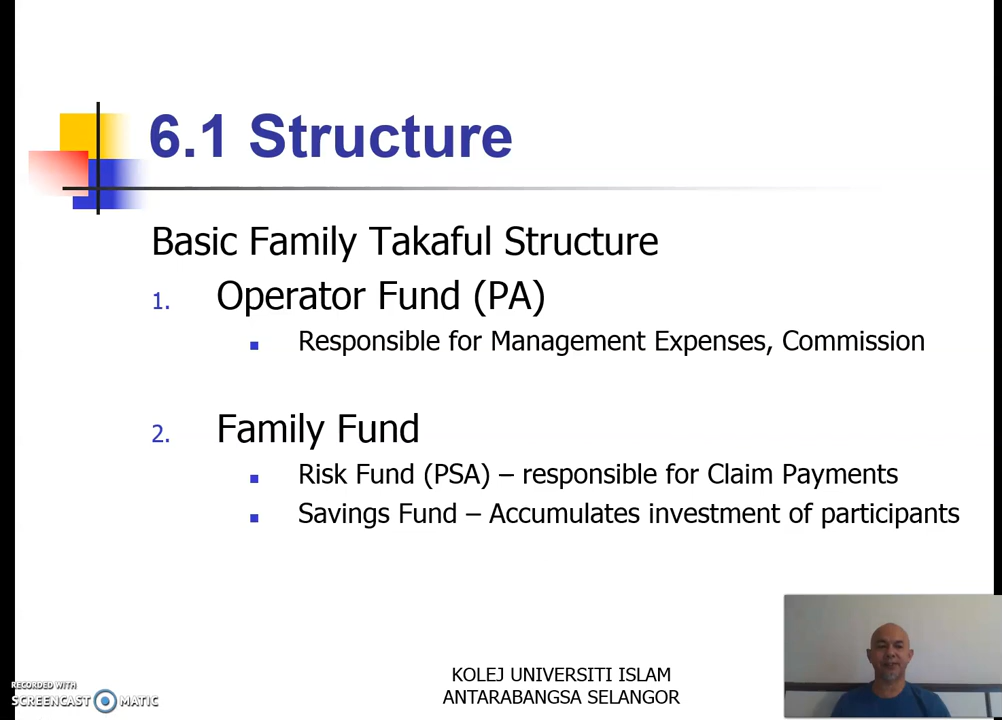 6.1 Structure
Basic Family Takaful Structure
1. Operator Fund (PA)
▪ Responsible for Management Expenses, Commission
2. Family Fund
▪ Risk Fund (PSA) – responsible for Claim Payments
▪ Savings Fund – Accumulates investment of participants
KOLEJ UNIVERSITI ISLAM
ANTARABANGSA SELANGOR
RECORDED WITH
SCREENCAST MATIC